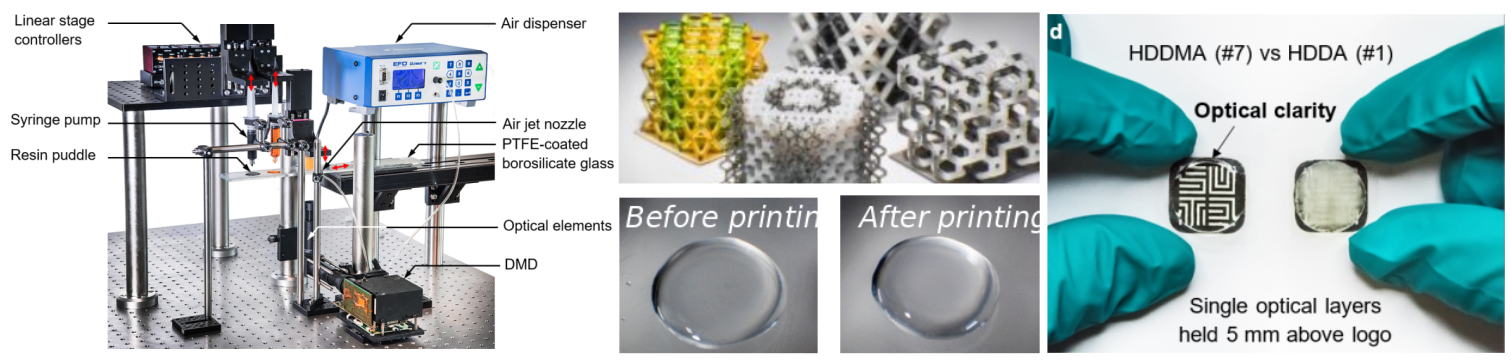 Linear stage
controllers
Air dispenser
EFD
Syringe pump
Resin puddle
Air jet nozzle
PTFE-coated
borosilicate glass
Optical elements
DMD
Before printin
After printing
d
HDDMA (#7) vs HDDA (#1)
Optical clarity
Single optical layers
held 5 mm above logo